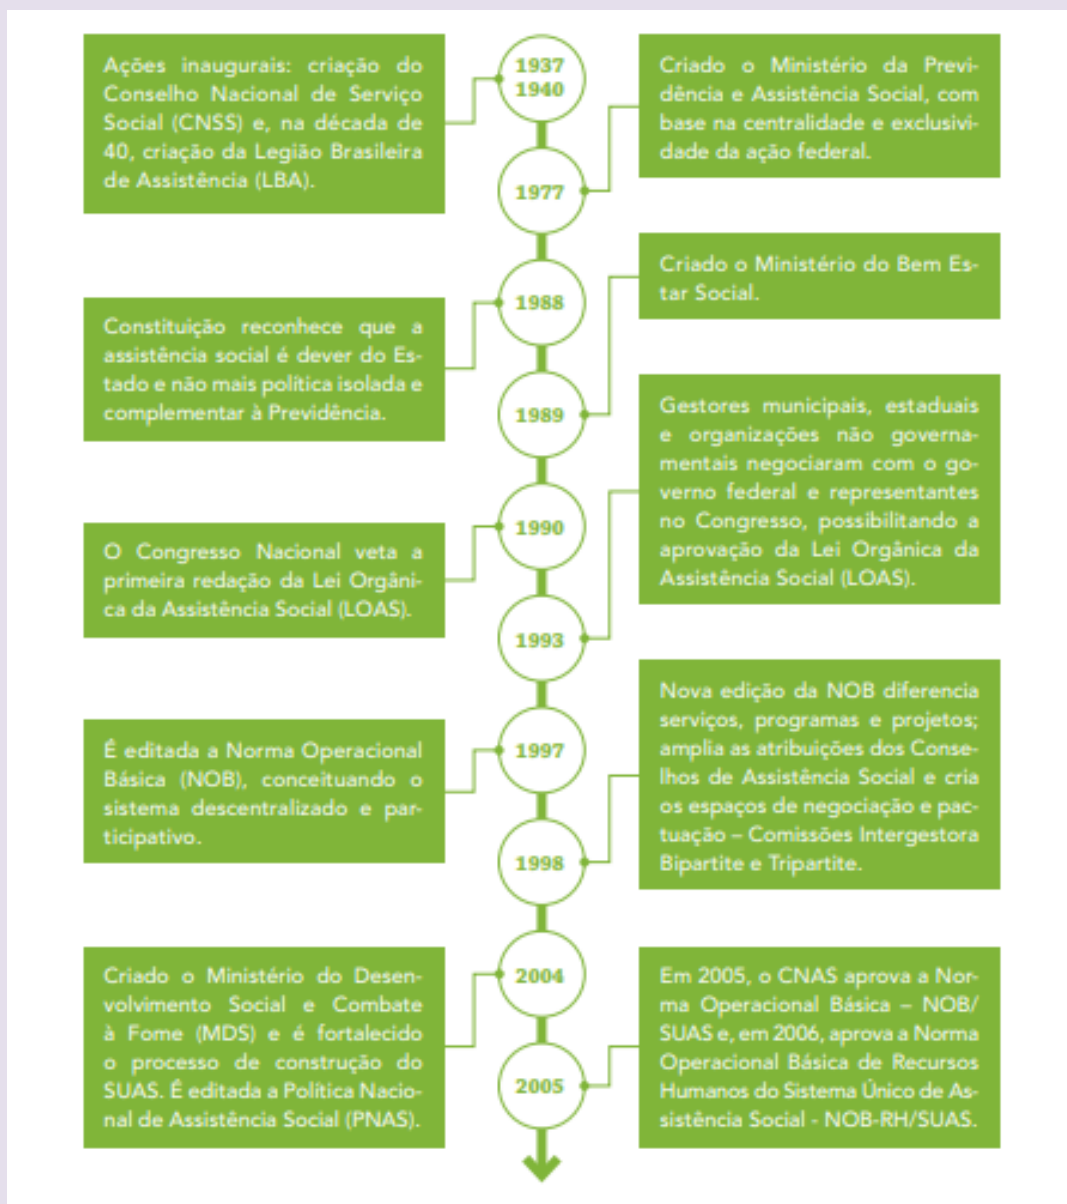 1937
1940
Ações inaugurais: criação do
Conselho Nacional de Serviço
Social (CNSS) e, na década de
40, criação da Legião Brasileira
de Assistência (LBA).
1977
Criado o Ministério da Previ-
dência e Assistência Social, com
base na centralidade e exclusivi-
dade da ação federal.
1988
Constituição reconhece que a
assistência social é dever do Es-
tado e não mais política isolada e
complementar à Previdência.
1989
Criado o Ministério do Bem Es-
tar Social.
1990
O Congresso Nacional veta a
primeira redação da Lei Orgâni-
ca da Assistência Social (LOAS).
1993
Gestores municipais, estaduais
e organizações não governa-
mentais negociaram com o go-
verno federal e representantes
no Congresso, possibilitando a
aprovação da Lei Orgânica da
Assistência Social (LOAS).
1997
É editada a Norma Operacional
Básica (NOB), conceituando o
sistema descentralizado e par-
ticipativo.
1998
Nova edição da NOB diferencia
serviços, programas e projetos;
amplia as atribuições dos Conse-
lhos de Assistência Social e cria
os espaços de negociação e pac-
tuação – Comissões Intergestora
Bipartite e Tripartite.
2004
Criado o Ministério do Desen-
volvimento Social e Combate
à Fome (MDS) e é fortalecido
o processo de construção do
SUAS. É editada a Política Nacio-
nal de Assistência Social (PNAS).
2005
Em 2005, o CNAS aprova a Nor-
ma Operacional Básica – NOB/
SUAS e, em 2006, aprova a Norma
Operacional Básica de Recursos
Humanos do Sistema Único de As-
sistência Social - NOB-RH/SUAS.